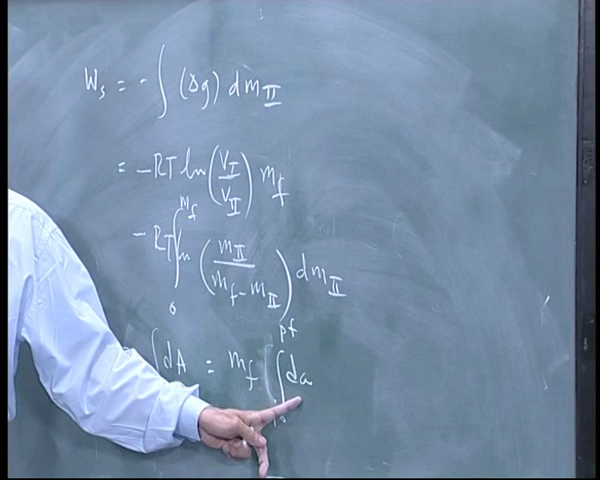 W_s = -∫ (Δg) dm_II
= -RT ln (V_I / V_II) m_f
-RT ∫_0^{m_f} ln (m_II / (m_f - m_II)) dm_II
∫dA = m_f ∫^{pf} da